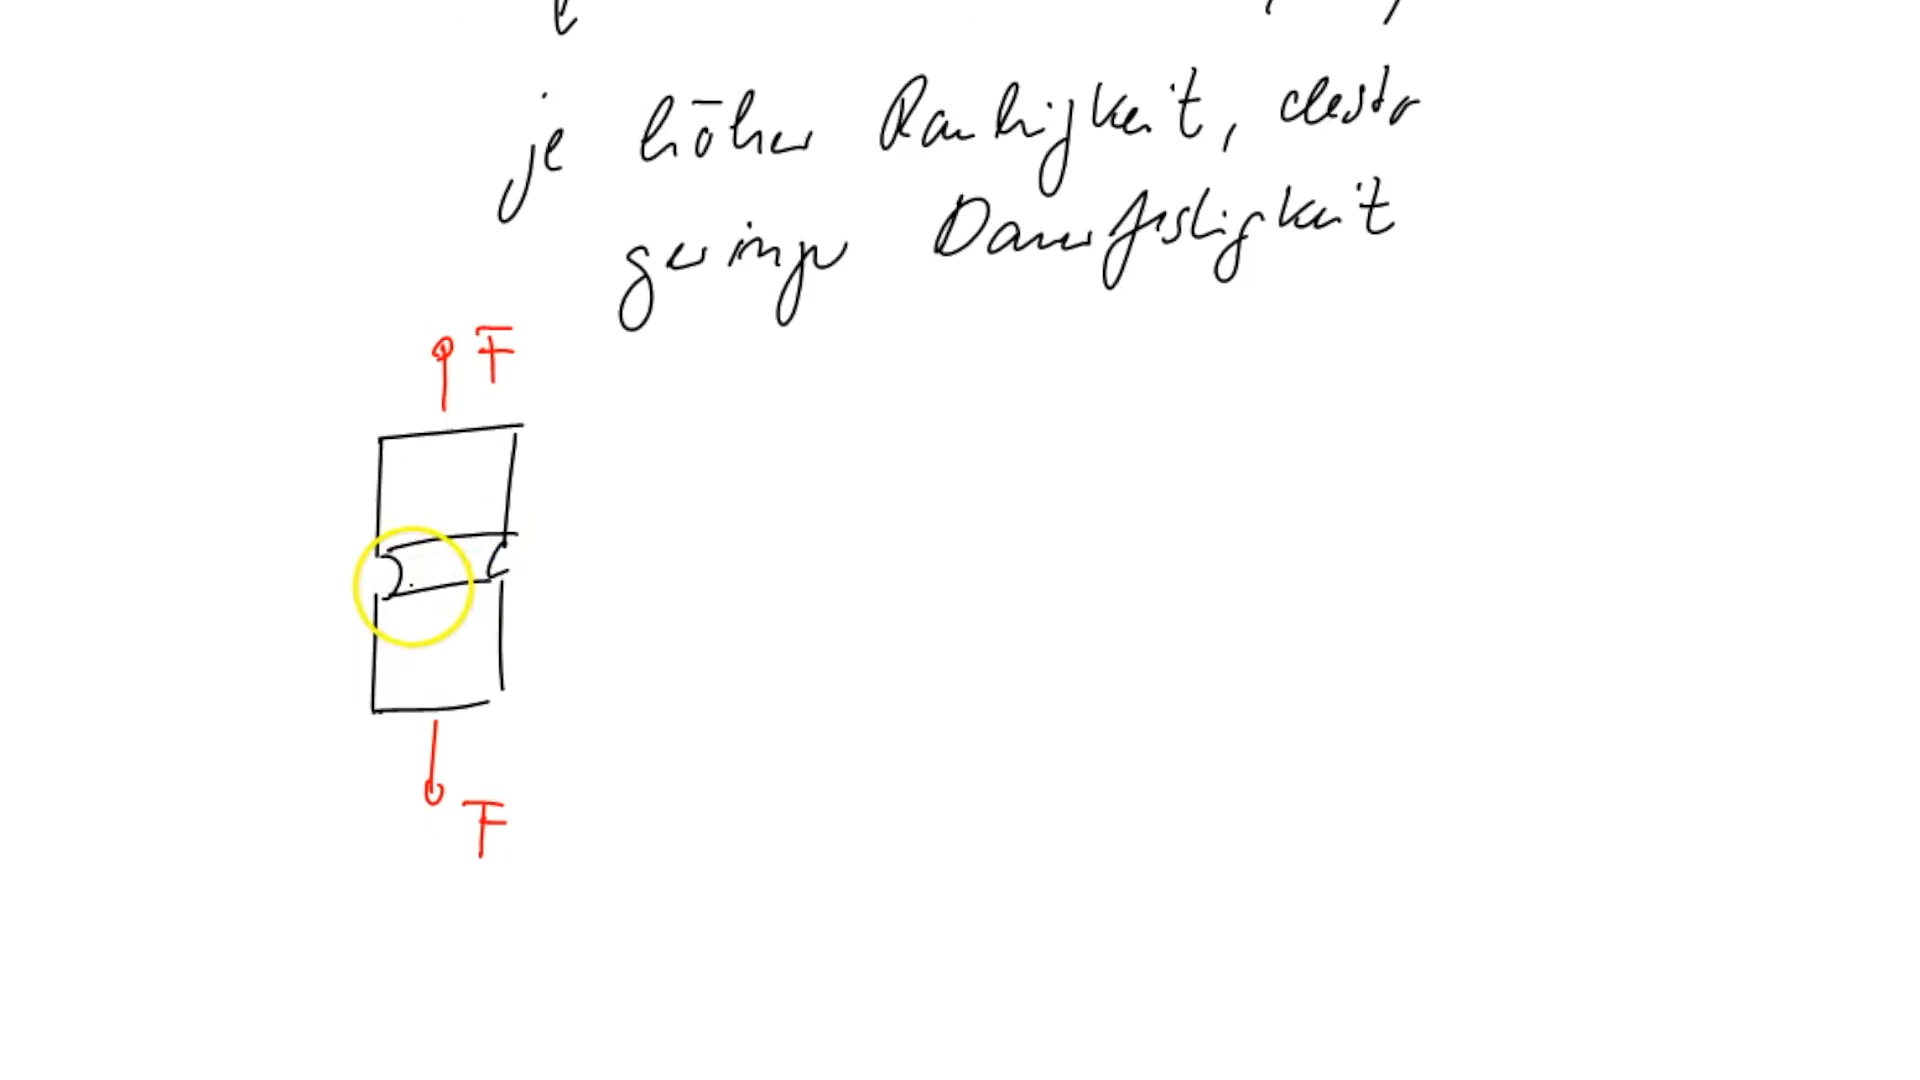 je höher Rauhigkeit, desto
geringer Dauerfestigkeit
F
F